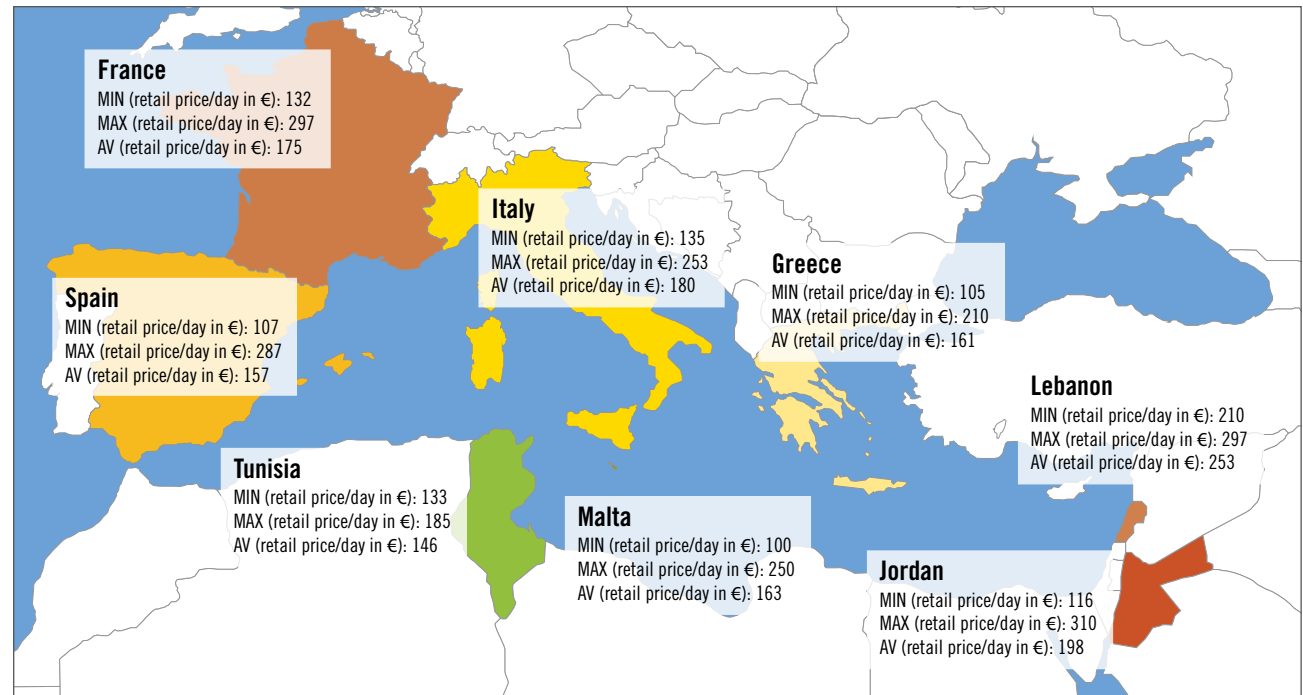 France
MIN (retail price/day in €): 132
MAX (retail price/day in €): 297
AV (retail price/day in €): 175
Italy
MIN (retail price/day in €): 135
MAX (retail price/day in €): 253
AV (retail price/day in €): 180
Greece
MIN (retail price/day in €): 105
MAX (retail price/day in €): 210
AV (retail price/day in €): 161
Spain
MIN (retail price/day in €): 107
MAX (retail price/day in €): 287
AV (retail price/day in €): 157
Lebanon
MIN (retail price/day in €): 210
MAX (retail price/day in €): 297
AV (retail price/day in €): 253
Tunisia
MIN (retail price/day in €): 133
MAX (retail price/day in €): 185
AV (retail price/day in €): 146
Malta
MIN (retail price/day in €): 100
MAX (retail price/day in €): 250
AV (retail price/day in €): 163
Jordan
MIN (retail price/day in €): 116
MAX (retail price/day in €): 310
AV (retail price/day in €): 198